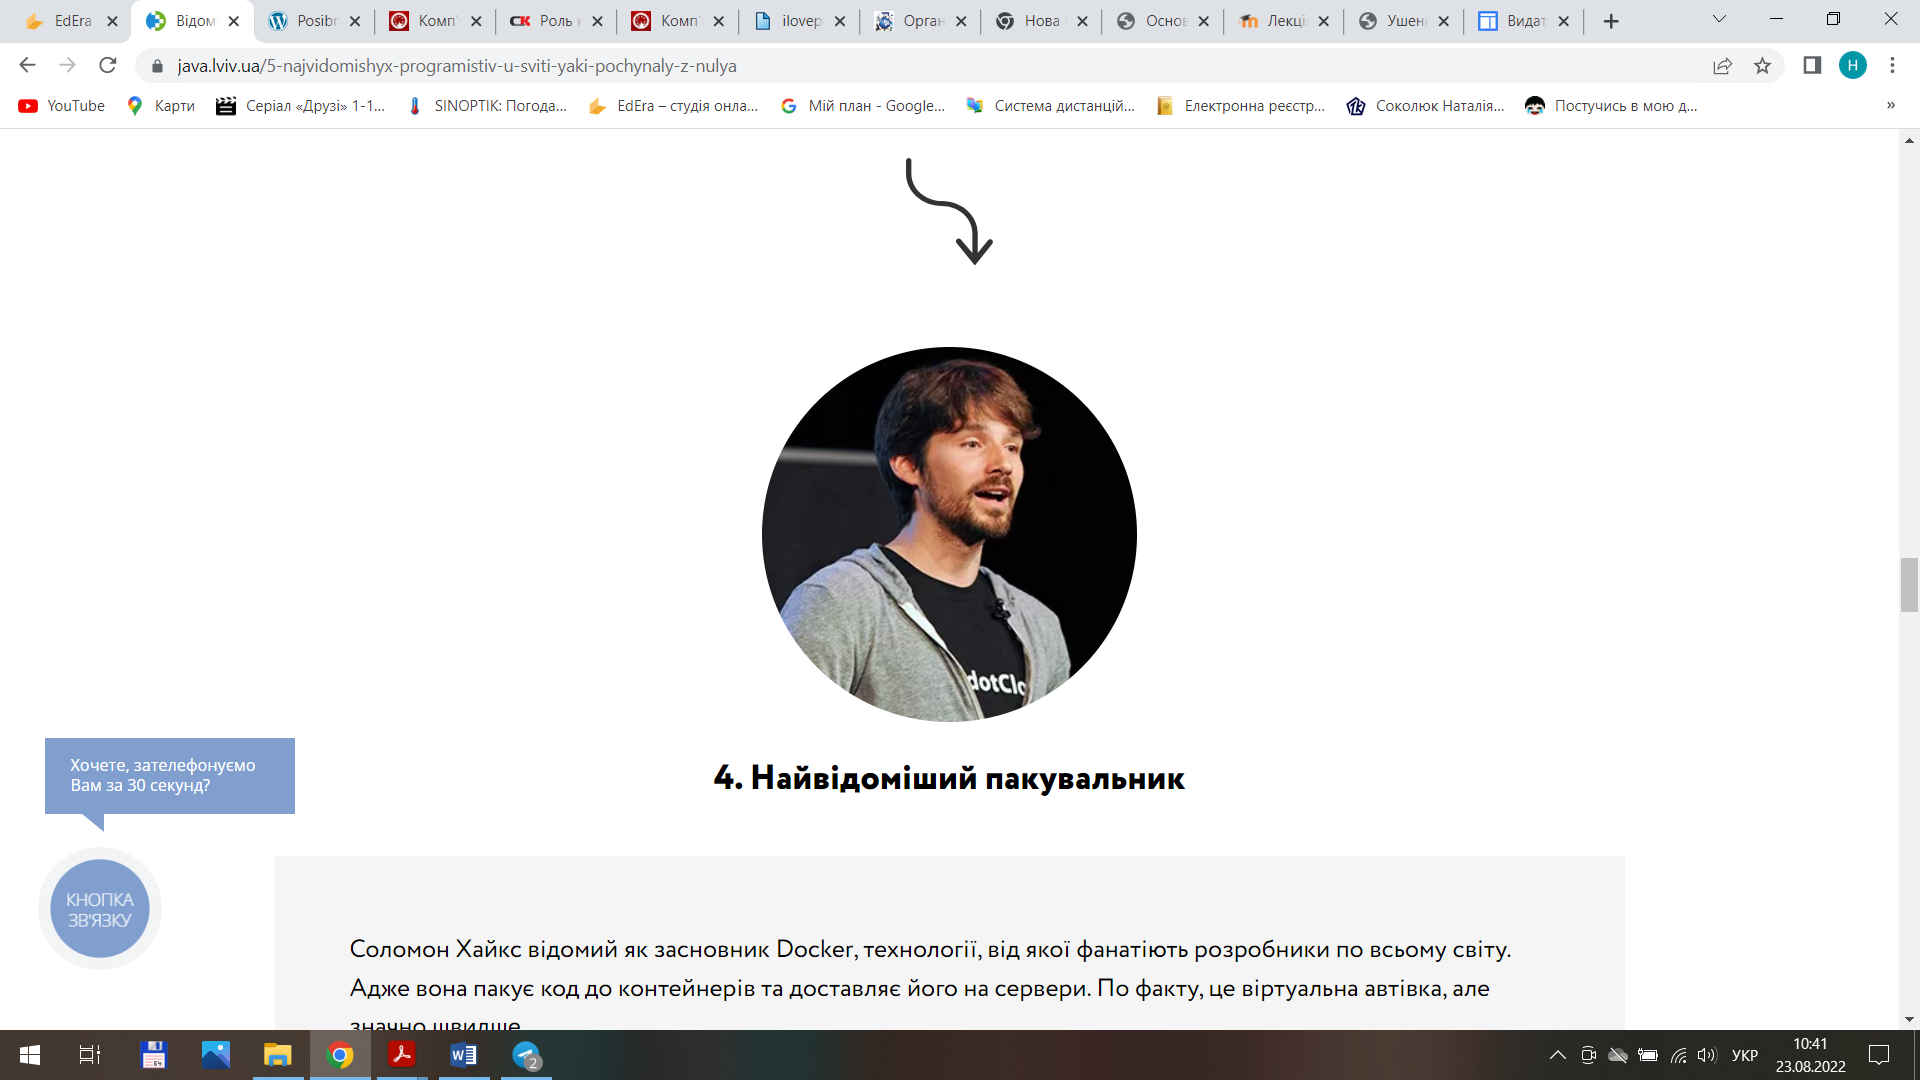 EdEra
Відом
Posibn
Комп'
Роль к
Комп'
ilovep
Орган
Нова
Основ
Лекці
Ушен
Видат
java.lviv.ua/5-najvidomishyx-programistiv-u-sviti-yaki-pochynaly-z-nulya
Н
YouTube
Карти
Серіал «Друзі» 1-1...
SINOPTIK: Погода...
EdEra – студія онла...
Мій план - Google...
Система дистанцій...
Електронна реєстр...
Соколюк Наталія...
Постучись в мою д...
»
dotClo
4. Найвідоміший пакувальник
Хочете, зателефонуємо
Вам за 30 секунд?
КНОПКА
ЗВ'ЯЗКУ
Соломон Хайкс відомий як засновник Docker, технології, від якої фанатіють розробники по всьому світу.
Адже вона пакує код до контейнерів та доставляє його на сервери. По факту, це віртуальна автівка, але
значно швидше
2
УКР
10:41
23.08.2022